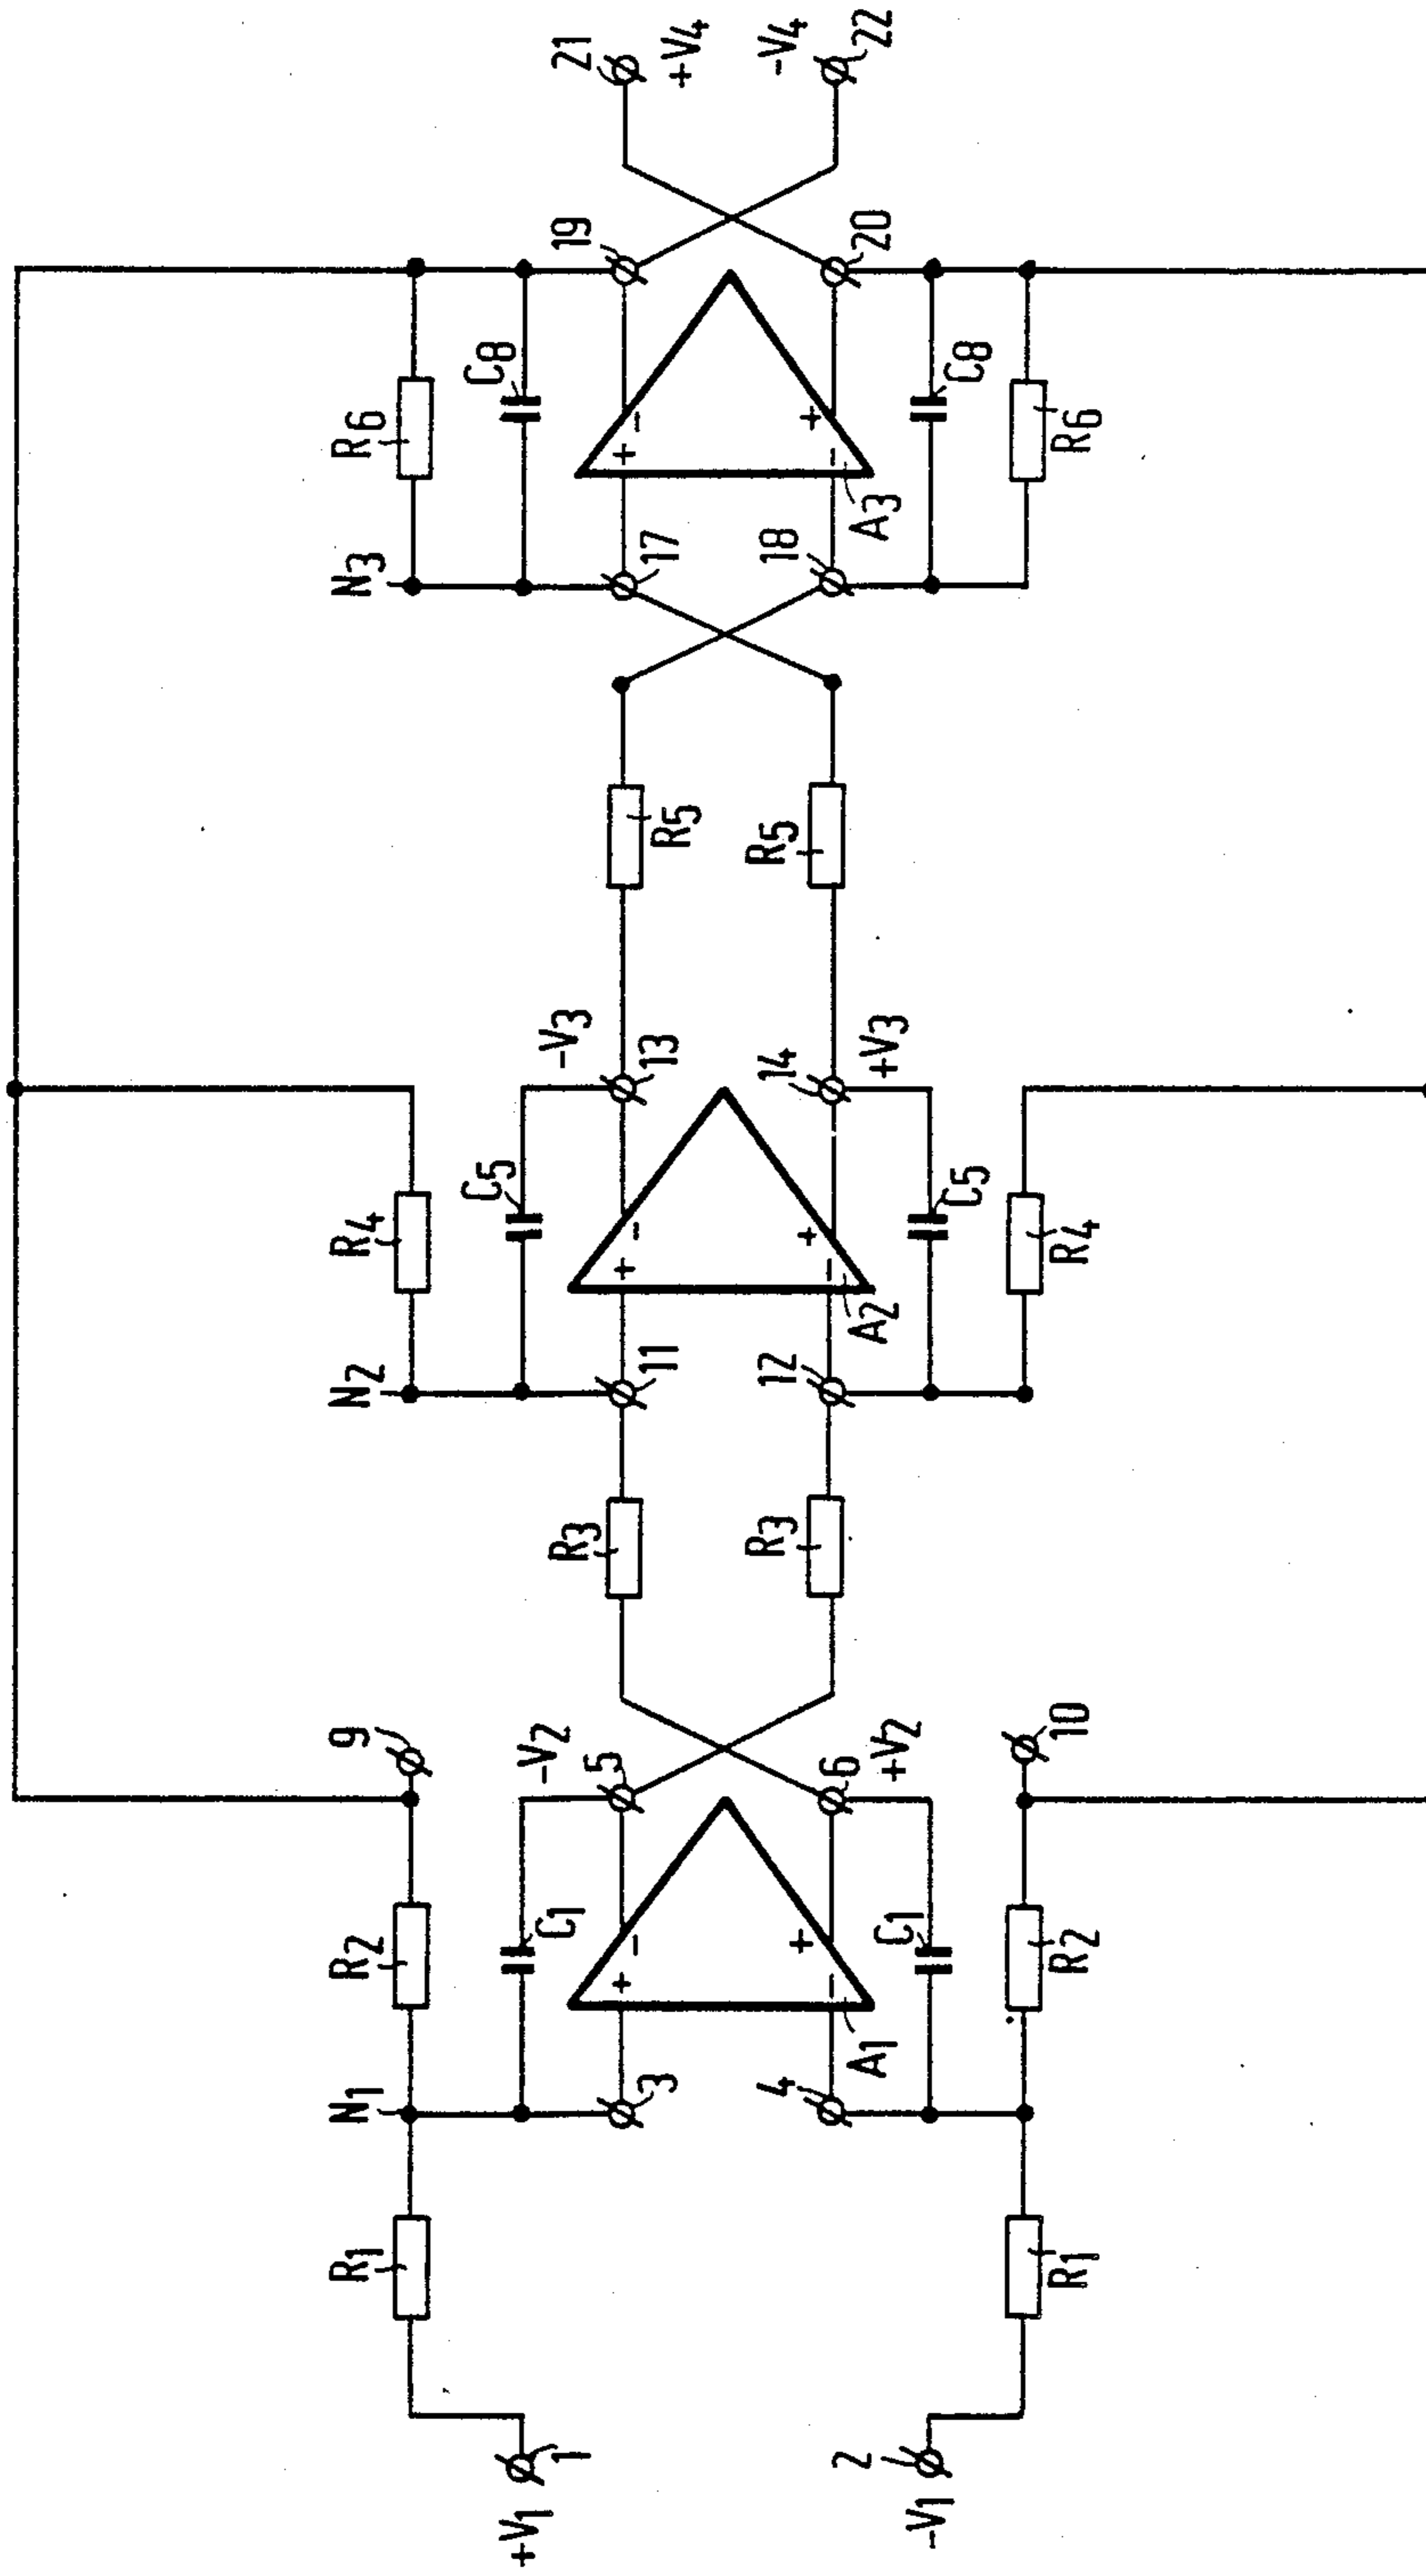 21
+V4
-V4
22
19
20
R6
C8
C8
R6
+
-
-
+
A3
N3
17
18
R5
R5
-V3
13
14
+V3
R4
C5
C5
R4
+
-
-
+
A2
N2
11
12
R3
R3
9
-V2
5
6
+V2
10
R2
C1
C1
R2
+
-
-
+
A1
N1
3
4
R1
R1
+V1
1
2
-V1